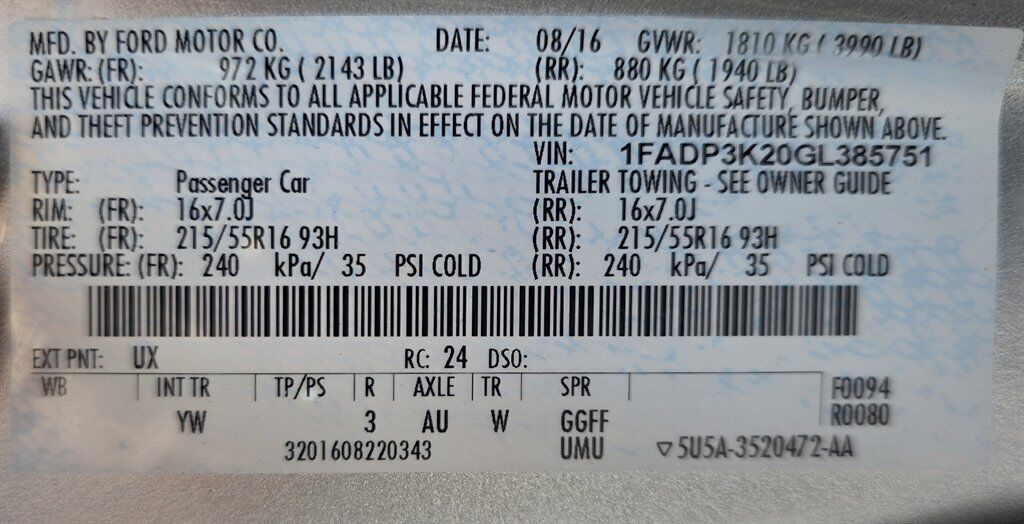 MFD. BY FORD MOTOR CO. DATE: 08/16 GVWR: 1810 KG ( 3990 LB)
GAWR: (FR): 972 KG ( 2143 LB) (RR): 880 KG ( 1940 LB)
THIS VEHICLE CONFORMS TO ALL APPLICABLE FEDERAL MOTOR VEHICLE SAFETY, BUMPER,
AND THEFT PREVENTION STANDARDS IN EFFECT ON THE DATE OF MANUFACTURE SHOWN ABOVE.
VIN: 1FADP3K20GL385751
TYPE: Passenger Car TRAILER TOWING - SEE OWNER GUIDE
RIM: (FR): 16x7.0J (RR): 16x7.0J
TIRE: (FR): 215/55R16 93H (RR): 215/55R16 93H
PRESSURE: (FR): 240 kPa/ 35 PSI COLD (RR): 240 kPa/ 35 PSI COLD
EXT PNT: UX RC: 24 DSO:
WB INT TR TP/PS R AXLE TR SPR F0094
YW 3 AU W GGFF R0080
3201608220343 UMU ▽5U5A-3520472-AA